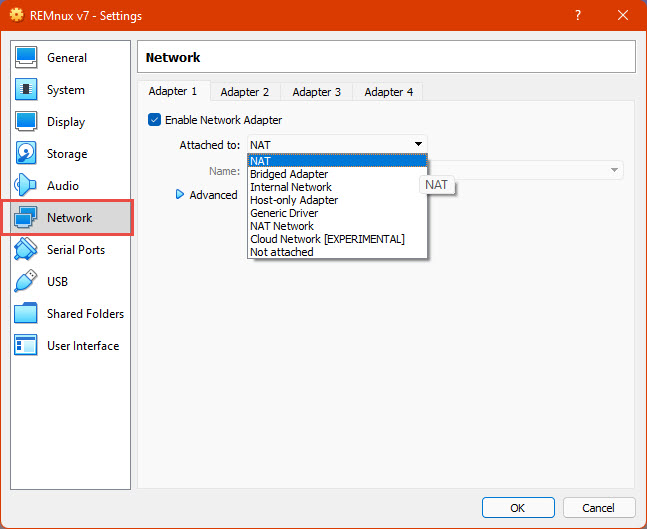 REMnux v7 - Settings
?
General
System
Display
Storage
Audio
Network
Serial Ports
USB
Shared Folders
User Interface
Network
Adapter 1
Adapter 2
Adapter 3
Adapter 4
Enable Network Adapter
Attached to:
NAT
NAT
Bridged Adapter
Internal Network
Host-only Adapter
Generic Driver
NAT Network
Cloud Network [EXPERIMENTAL]
Not attached
Name:
NAT
Advanced
OK
Cancel